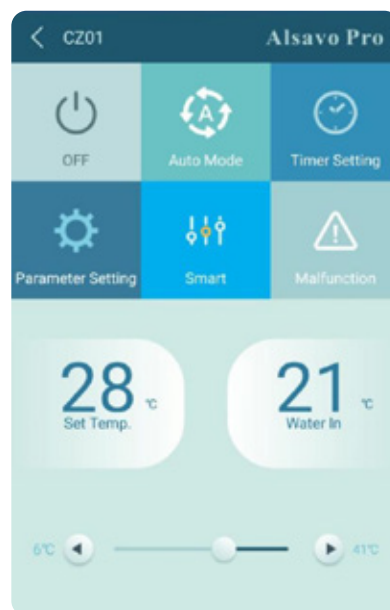 CZ01 Alsavo Pro
A
OFF Auto Mode Timer Setting
Parameter Setting Smart Malfunction
28 °C 21 °C
Set Temp. Water In
6°C 41°C